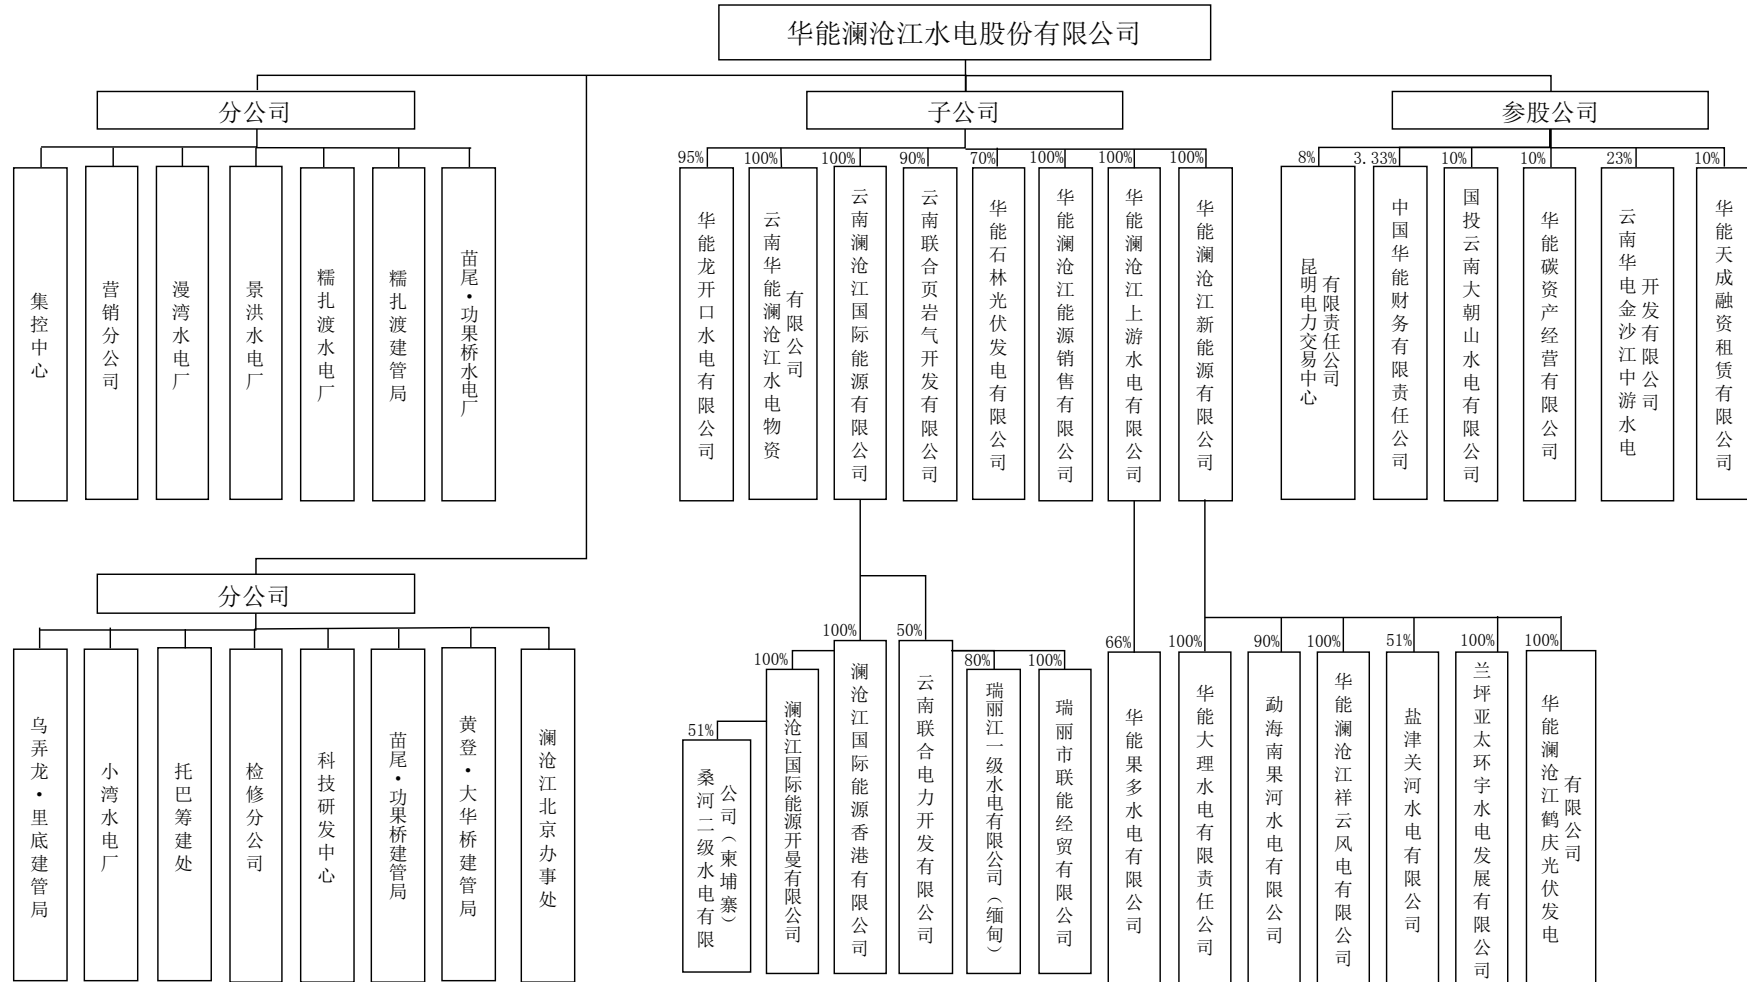 华能澜沧江水电股份有限公司
分公司
子公司
参股公司
95%
100%
100%
90%
70%
100%
100%
100%
8%
3.33%
10%
10%
23%
10%
集控中心
营销分公司
漫湾水电厂
景洪水电厂
糯扎渡水电厂
糯扎渡建管局
苗尾·功果桥水电厂
华能龙开口水电有限公司
云南华能澜沧江水电物资
有限公司
云南澜沧江国际能源有限公司
云南联合页岩气开发有限公司
华能石林光伏发电有限公司
华能澜沧江能源销售有限公司
华能澜沧江上游水电有限公司
华能澜沧江新能源有限公司
昆明电力交易中心
有限责任公司
中国华能财务有限责任公司
国投云南大朝山水电有限公司
华能碳资产经营有限公司
云南华电金沙江中游水电
开发有限公司
华能天成融资租赁有限公司
分公司
乌弄龙·里底建管局
小湾水电厂
托巴筹建处
检修分公司
科技研发中心
苗尾·功果桥建管局
黄登·大华桥建管局
澜沧江北京办事处
51%
100%
100%
50%
80%
100%
66%
100%
90%
100%
51%
100%
100%
桑河二级水电有限
公司（柬埔寨）
澜沧江国际能源开曼有限公司
澜沧江国际能源香港有限公司
云南联合电力开发有限公司
瑞丽江一级水电有限公司（缅甸）
瑞丽市联能经贸有限公司
华能果多水电有限公司
华能大理水电有限责任公司
勐海南果河水电有限公司
华能澜沧江祥云风电有限公司
盐津关河水电有限公司
兰坪亚太环宇水电发展有限公司
华能澜沧江鹤庆光伏发电
有限公司